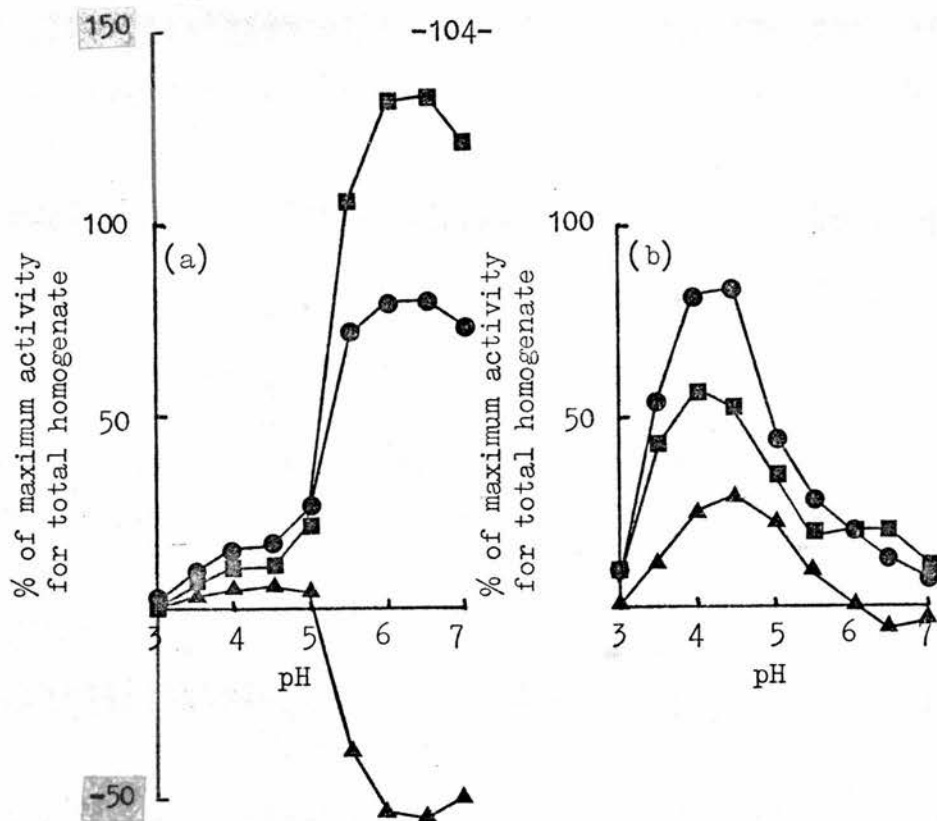 -104-
150
100
50
-50
(a)
% of maximum activity
for total homogenate
3 4 5 6 7
pH
100
50
(b)
% of maximum activity
for total homogenate
3 4 5 6 7
pH